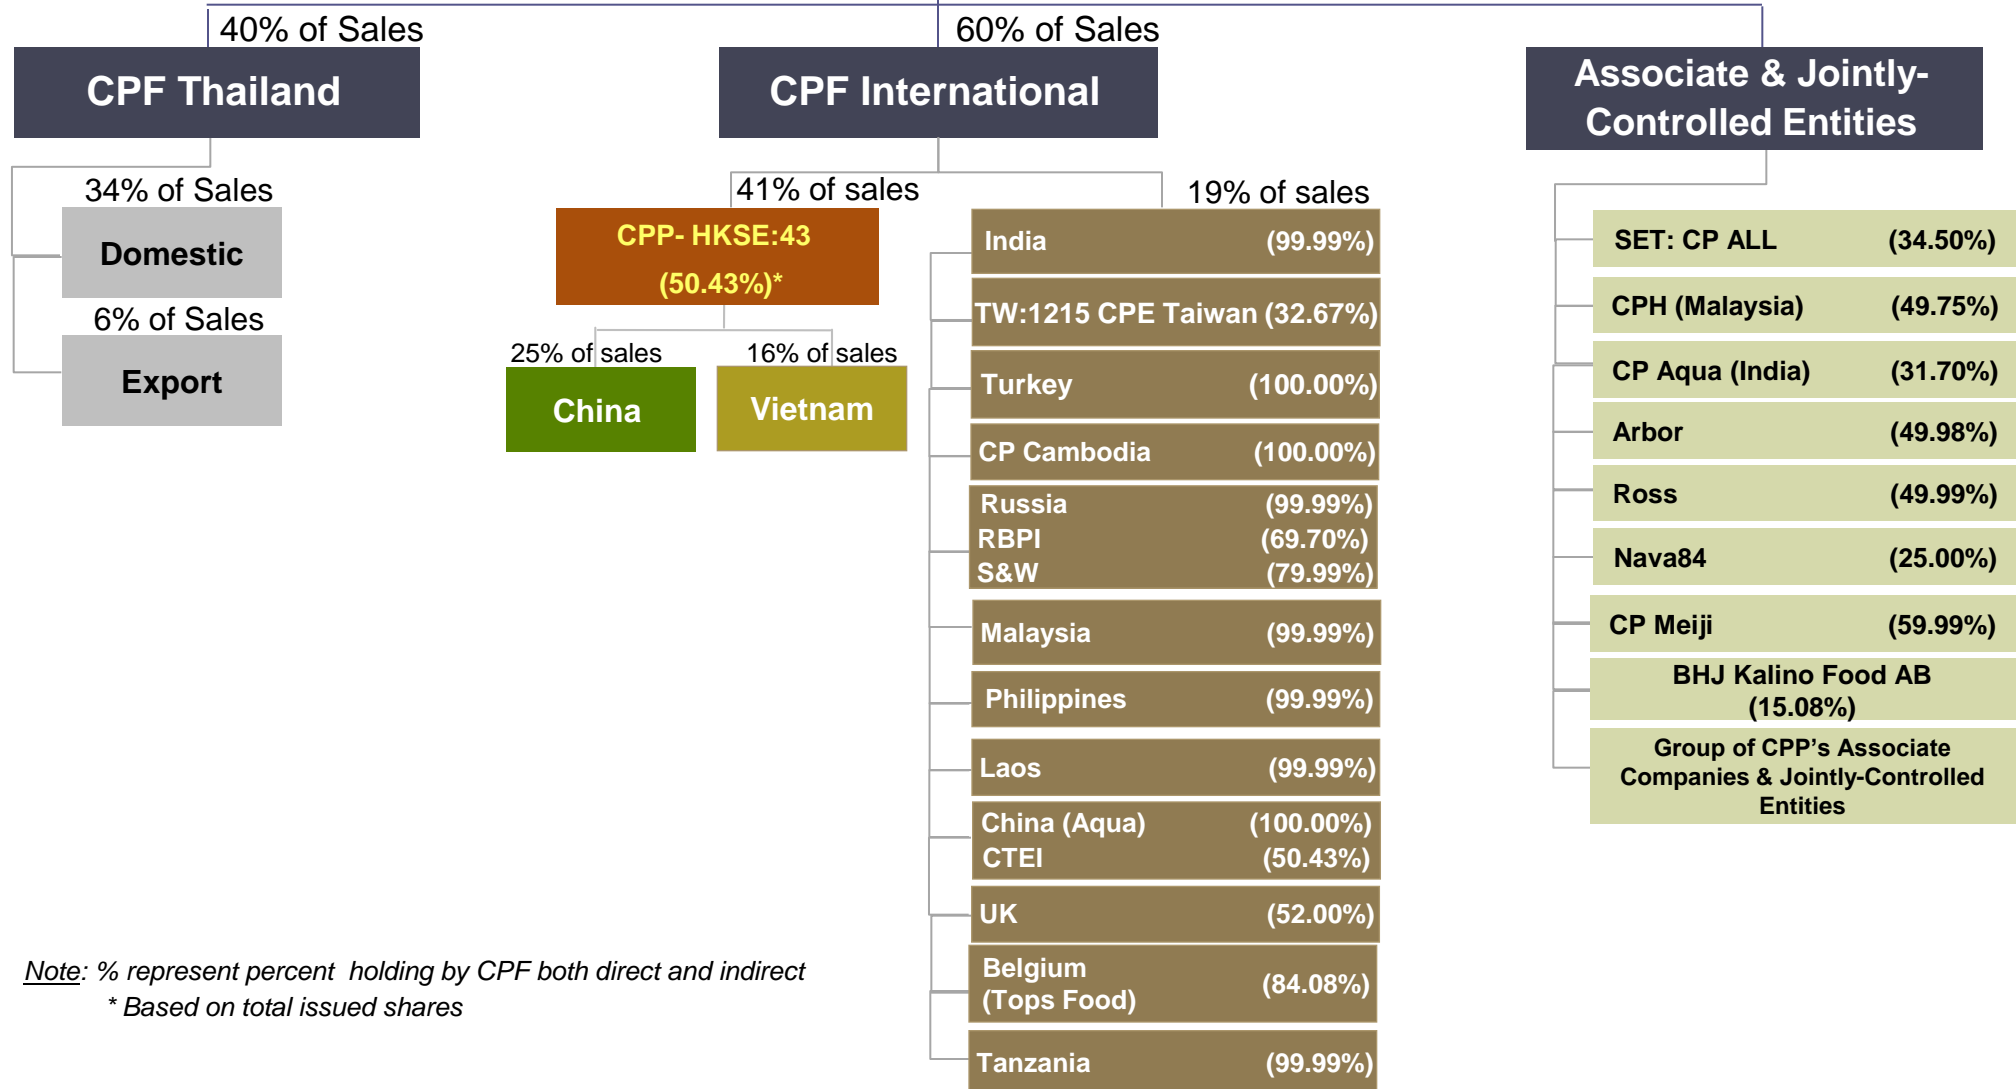 40% of Sales
CPF Thailand
34% of Sales
Domestic
6% of Sales
Export
60% of Sales
CPF International
41% of sales
CPP- HKSE:43
(50.43%)*
25% of sales
China
16% of sales
Vietnam
19% of sales
India (99.99%)
TW:1215 CPE Taiwan (32.67%)
Turkey (100.00%)
CP Cambodia (100.00%)
Russia (99.99%)
RBPI (69.70%)
S&W (79.99%)
Malaysia (99.99%)
Philippines (99.99%)
Laos (99.99%)
China (Aqua) (100.00%)
CTEI (50.43%)
UK (52.00%)
Belgium
(Tops Food) (84.08%)
Tanzania (99.99%)
Associate & Jointly-
Controlled Entities
SET: CP ALL (34.50%)
CPH (Malaysia) (49.75%)
CP Aqua (India) (31.70%)
Arbor (49.98%)
Ross (49.99%)
Nava84 (25.00%)
CP Meiji (59.99%)
BHJ Kalino Food AB
(15.08%)
Group of CPP's Associate
Companies & Jointly-Controlled
Entities
Note: % represent percent holding by CPF both direct and indirect
* Based on total issued shares